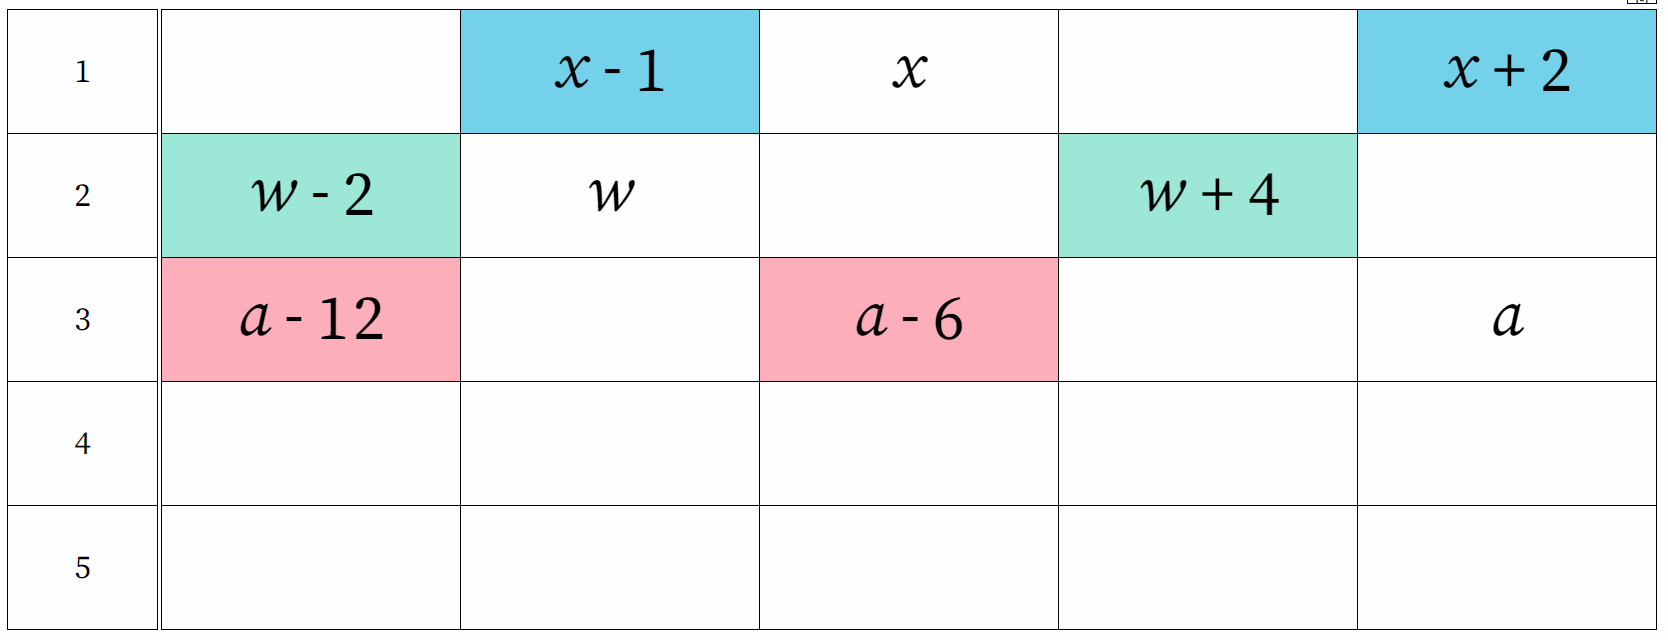 1 x - 1 x x + 2
2 w - 2 w w + 4
3 a - 12 a - 6 a
4
5